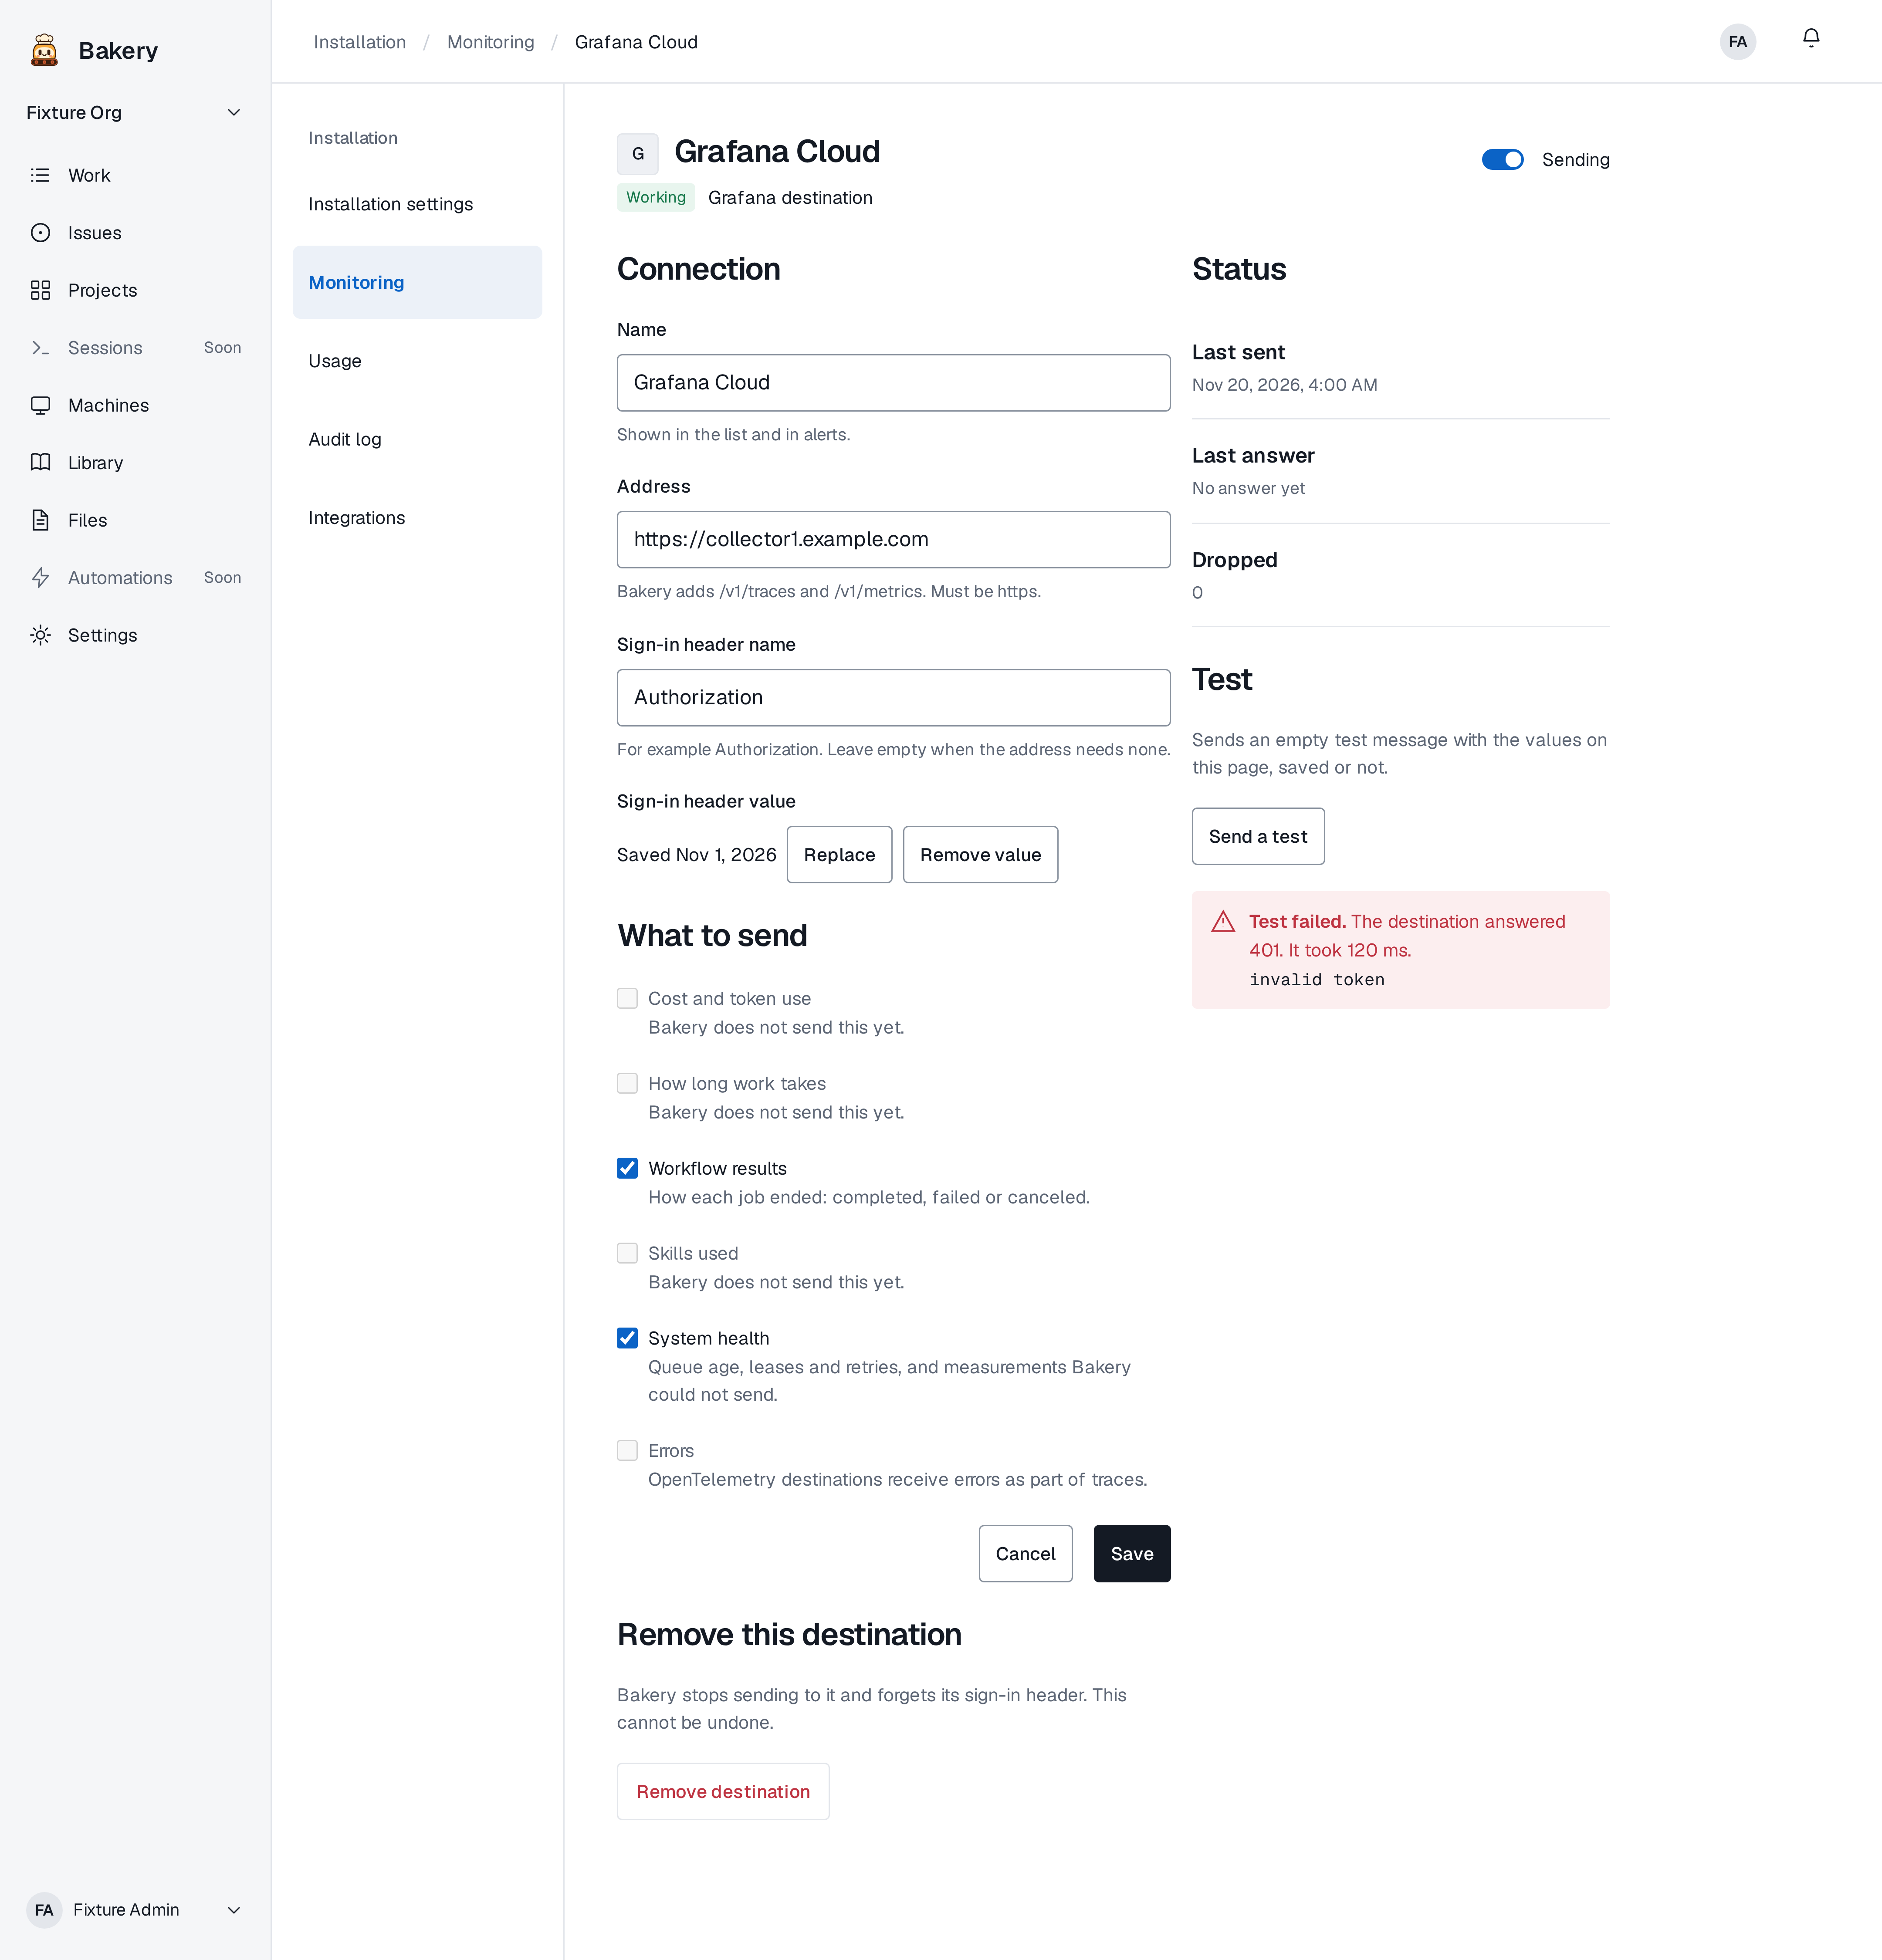 Bakery
Fixture Org
Work
Issues
Projects
Sessions Soon
Machines
Library
Files
Automations Soon
Settings
FA Fixture Admin
Installation / Monitoring / Grafana Cloud
FA
Installation
Installation settings
Monitoring
Usage
Audit log
Integrations
G Grafana Cloud
Working Grafana destination
Sending
Connection
Name
Grafana Cloud
Shown in the list and in alerts.
Address
https://collector1.example.com
Bakery adds /v1/traces and /v1/metrics. Must be https.
Sign-in header name
Authorization
For example Authorization. Leave empty when the address needs none.
Sign-in header value
Saved Nov 1, 2026 Replace Remove value
What to send
Cost and token use
Bakery does not send this yet.
How long work takes
Bakery does not send this yet.
Workflow results
How each job ended: completed, failed or canceled.
Skills used
Bakery does not send this yet.
System health
Queue age, leases and retries, and measurements Bakery
could not send.
Errors
OpenTelemetry destinations receive errors as part of traces.
Cancel Save
Remove this destination
Bakery stops sending to it and forgets its sign-in header. This
cannot be undone.
Remove destination
Status
Last sent
Nov 20, 2026, 4:00 AM
Last answer
No answer yet
Dropped
0
Test
Sends an empty test message with the values on
this page, saved or not.
Send a test
Test failed. The destination answered
401. It took 120 ms.
invalid token